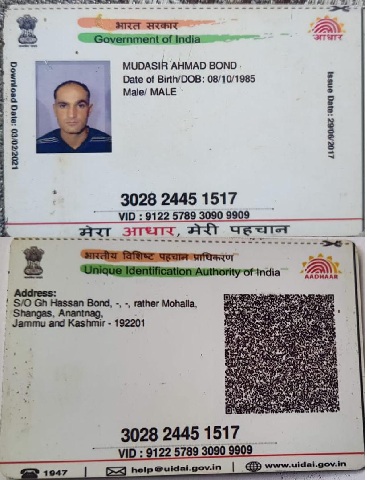 भारत सरकार
Government of India
आधार
Download Date: 03/02/2021
MUDASIR AHMAD BOND
Date of Birth/DOB: 08/10/1985
Male/ MALE
Issue Date: 29/06/2017
3028 2445 1517
VID : 9122 5789 3090 9909
मेरा आधार, मेरी पहचान
भारतीय विशिष्ट पहचान प्राधिकरण
Unique Identification Authority of India
AADHAAR
Address:
S/O Gh Hassan Bond, -, -, rather Mohalla,
Shangas, Anantnag,
Jammu and Kashmir - 192201
3028 2445 1517
VID : 9122 5789 3090 9909
1947 | help@uidai.gov.in | www.uidai.gov.in